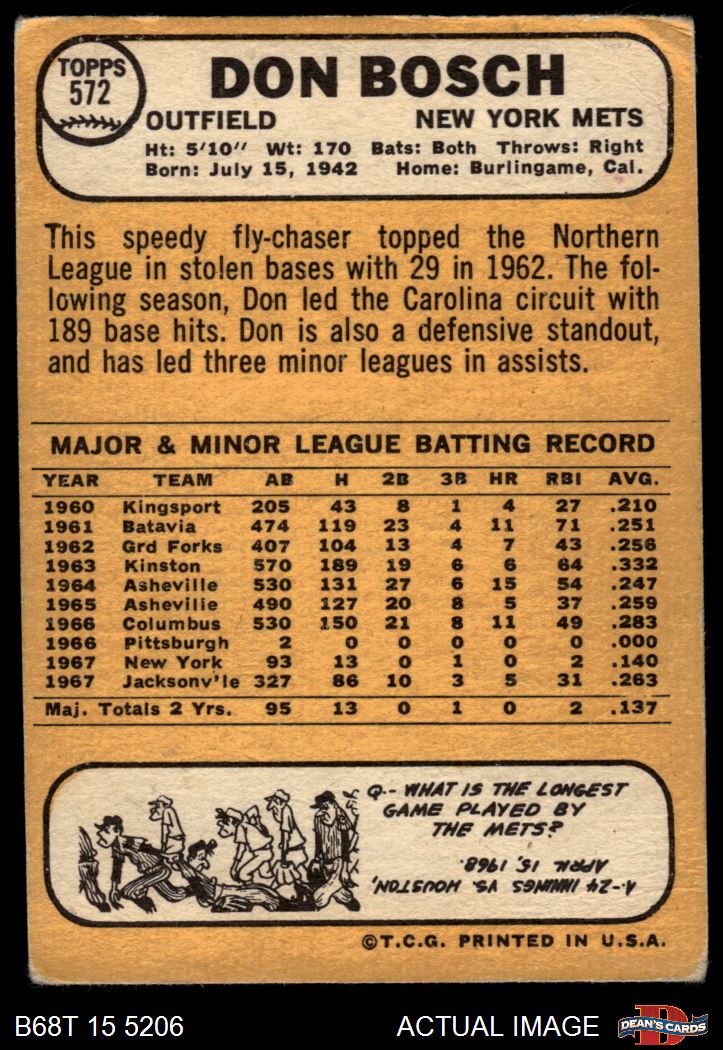 TOPPS
572
DON BOSCH
OUTFIELD NEW YORK METS
Ht: 5'10" Wt: 170 Bats: Both Throws: Right
Born: July 15, 1942 Home: Burlingame, Cal.
This speedy fly-chaser topped the Northern
League in stolen bases with 29 in 1962. The fol-
lowing season, Don led the Carolina circuit with
189 base hits. Don is also a defensive standout,
and has led three minor leagues in assists.
MAJOR & MINOR LEAGUE BATTING RECORD
YEAR TEAM AB H 2B 3B HR RBI AVG.
1960 Kingsport 205 43 8 1 4 27 .210
1961 Batavia 474 119 23 4 11 71 .251
1962 Grd Forks 407 104 13 4 7 43 .256
1963 Kinston 570 189 19 6 6 64 .332
1964 Asheville 530 131 27 6 15 54 .247
1965 Asheville 490 127 20 8 5 37 .259
1966 Columbus 530 150 21 8 11 49 .283
1966 Pittsburgh 2 0 0 0 0 0 .000
1967 New York 93 13 0 1 0 2 .140
1967 Jacksonv'le 327 86 10 3 5 31 .263
Maj. Totals 2 Yrs. 95 13 0 1 0 2 .137
Q.-- WHAT IS THE LONGEST
GAME PLAYED BY
THE METS?
A.-24 INNINGS VS. HOUSTON,
APRIL 15, 1968.
©T.C.G. PRINTED IN U.S.A.
B68T 15 5206 ACTUAL IMAGE D DEAN'S CARDS